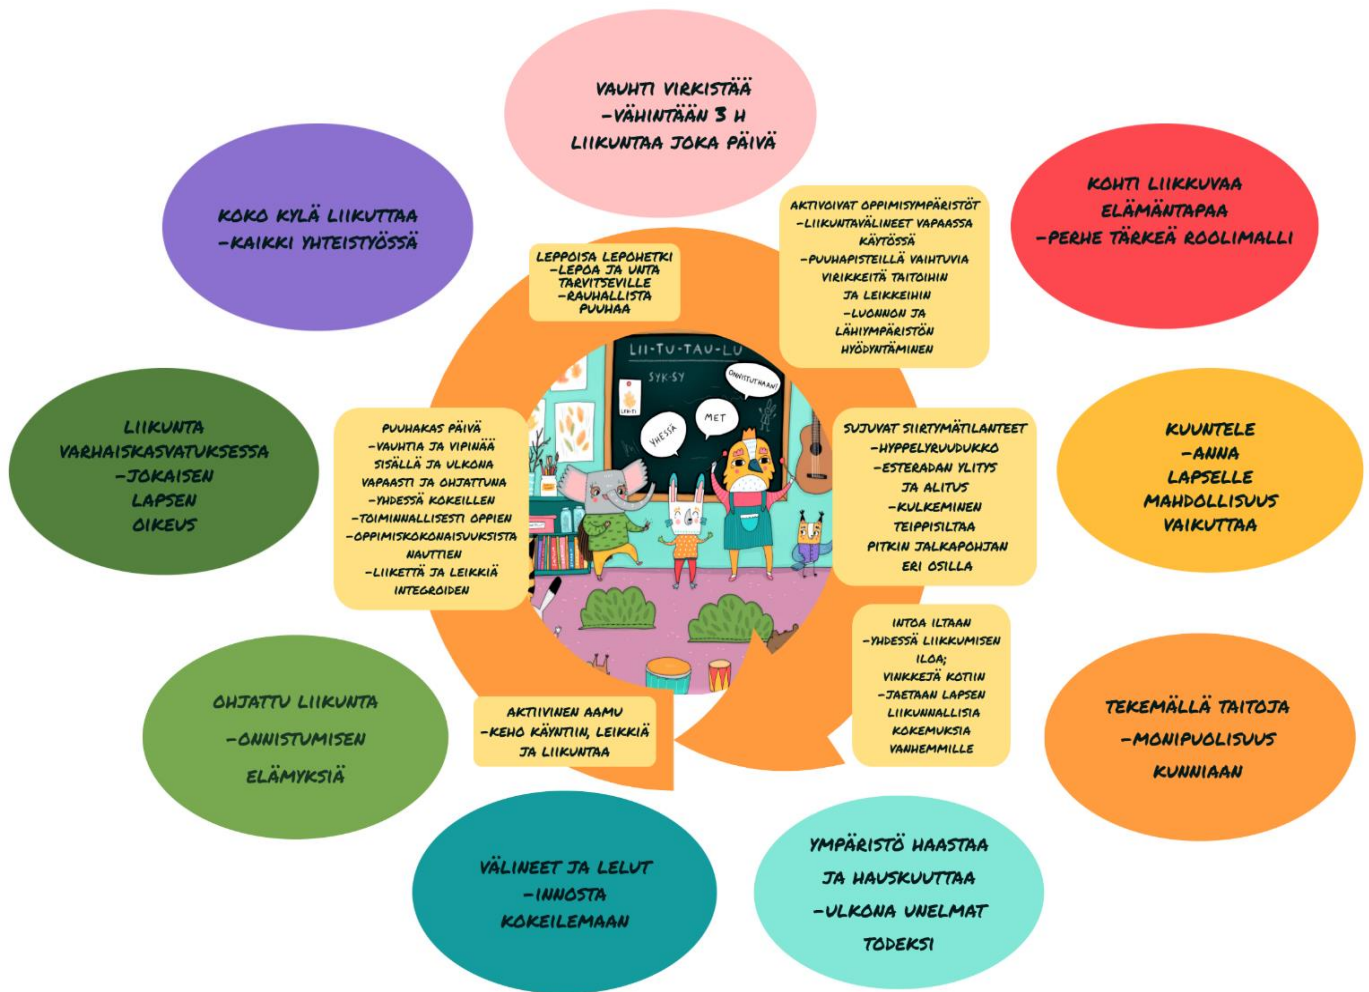 VAUHTI VIRKISTÄÄ
-VÄHINTÄÄN 3 H
LIIKUNTAA JOKA PÄIVÄ
KOHTI LIIKKUVAA
ELÄMÄNTAPAA
-PERHE TÄRKEÄ ROOLIMALLI
KUUNTELE
-ANNA
LAPSELLE
MAHDOLLISUUS
VAIKUTTAA
TEKEMÄLLÄ TAITOJA
-MONIPUOLISUUS
KUNNIAAN
YMPÄRISTÖ HAASTAA
JA HAUSKUUTTAA
-ULKONA UNELMAT
TODEKSI
VÄLINEET JA LELUT
-INNOSTA
KOKEILEMAAN
OHJATTU LIIKUNTA
-ONNISTUMISEN
ELÄMYKSIÄ
LIIKUNTA
VARHAISKASVATUKSESSA
-JOKAISEN
LAPSEN
OIKEUS
KOKO KYLÄ LIIKUTTAA
-KAIKKI YHTEISTYÖSSÄ
AKTIIVINEN AAMU
-KEHO KÄYNTIIN, LEIKKIÄ
JA LIIKUNTAA
PUUHAKAS PÄIVÄ
-VAUHTIA JA VIPINÄÄ
SISÄLLÄ JA ULKONA
VAPAASTI JA OHJATTUNA
-YHDESSÄ KOKEILLEN
-TOIMINNALLISESTI OPPIEN
-OPPIMISKOKONAISUUKSISTA
NAUTTIEN
-LIIKETTÄ JA LEIKKIÄ
INTEGROIDEN
LEPPOISA LEPOHETKI
-LEPOA JA UNTA
TARVITSEVILLE
-RAUHALLISTA
PUUHAA
AKTIVOIVAT OPPIMISYMPÄRISTÖT
-LIIKUNTAVÄLINEET VAPAASSA
KÄYTÖSSÄ
-PUUHAPISTEILLÄ VAIHTUVIA
VIRIKKEITÄ TAITOIHIN
JA LEIKKEIHIN
-LUONNON JA
LÄHIYMPÄRISTÖN
HYÖDYNTÄMINEN
SUJUVAT SIIRTYMÄTILANTEET
-HYPPELYRUUDUKKO
-ESTERADAN YLITYS
JA ALITUS
-KULKEMINEN
TEIPPISILTAA
PITKIN JALKAPOHJAN
ERI OSILLA
INTOA ILTAAN
-YHDESSÄ LIIKKUMISEN
ILOA;
VINKKEJÄ KOTIIN
-JAETAAN LAPSEN
LIIKUNNALLISIA
KOKEMUKSIA
VANHEMMILLE
LII-TU-TAU-LU
SYK-SY
YHESSÄ
MET
ONNISTUTHAAN!